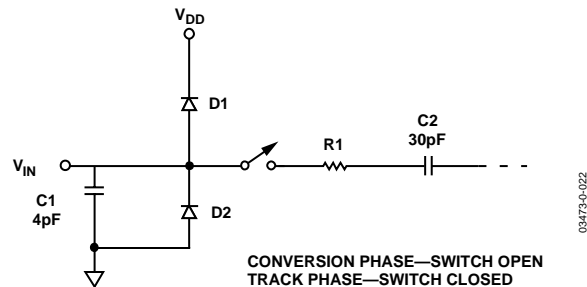 VDD
D1
R1
C2
30pF
VIN
C1
4pF
D2
CONVERSION PHASE—SWITCH OPEN
TRACK PHASE—SWITCH CLOSED
03473-0-022